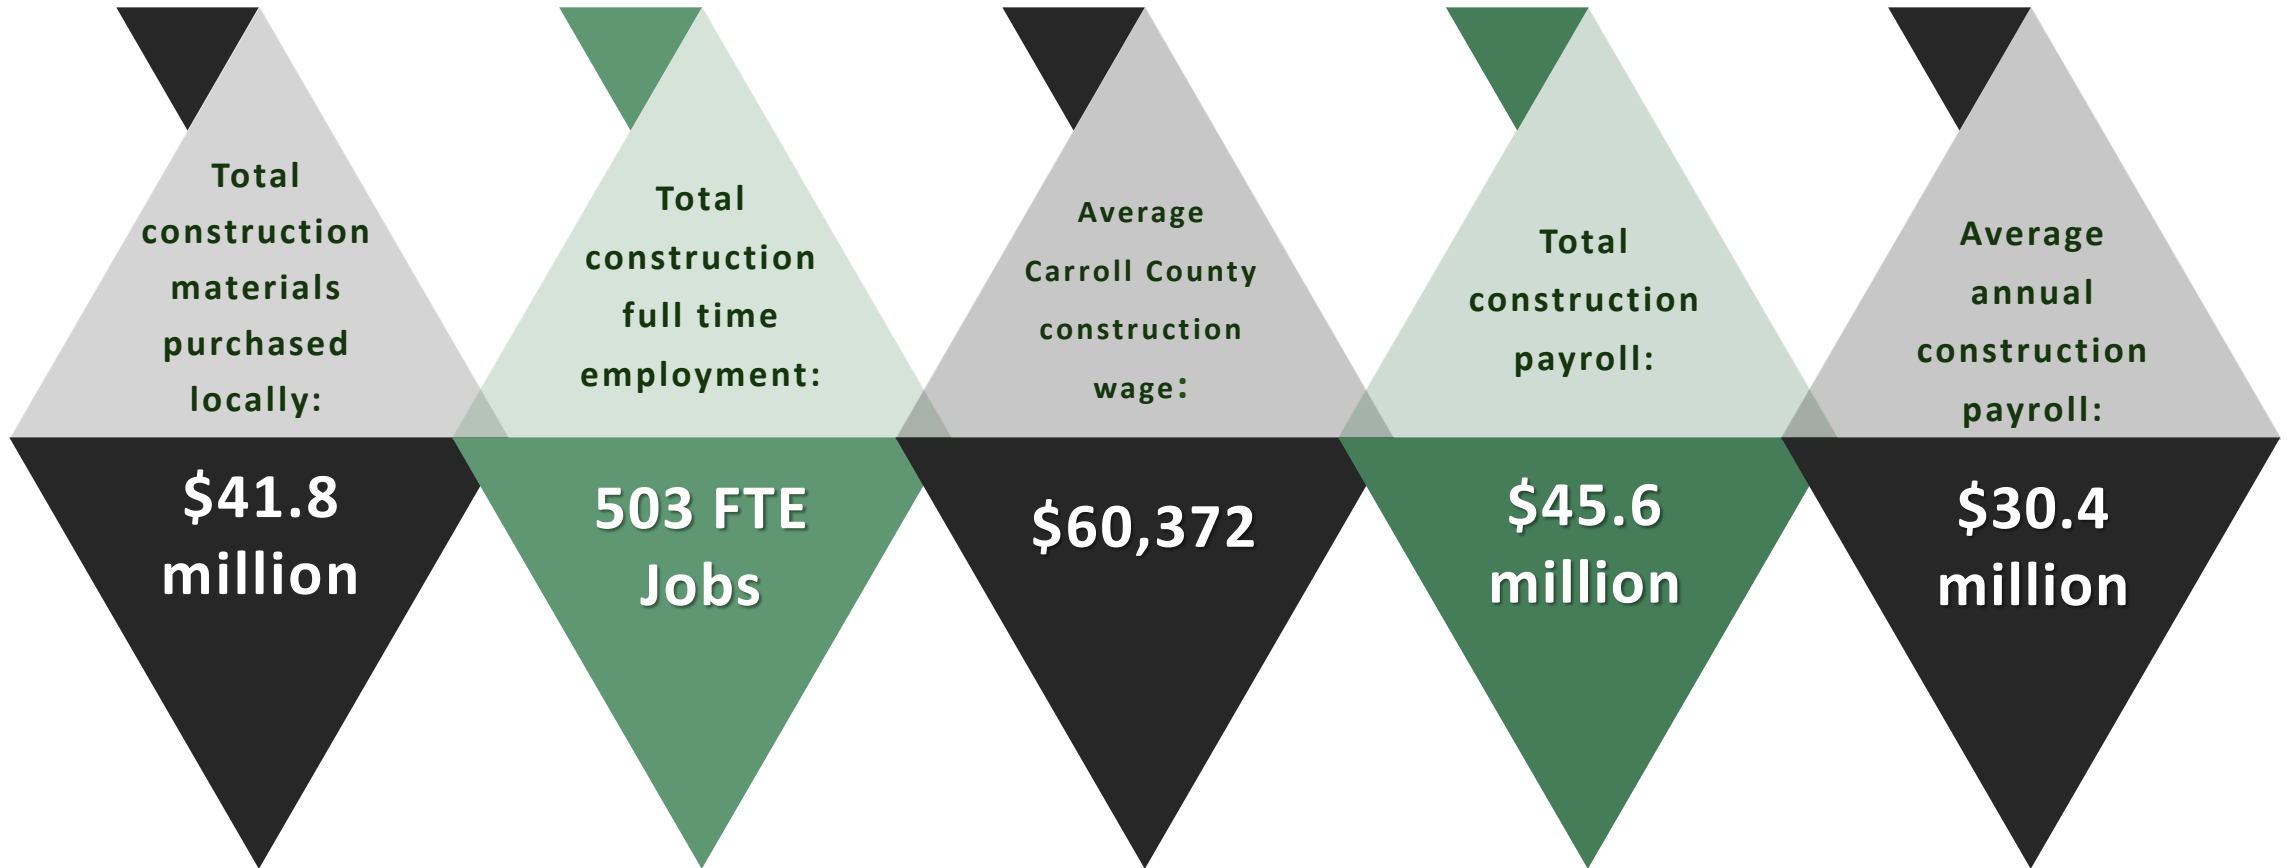 Total
construction
materials
purchased
locally:
$41.8
million
Total
construction
full time
employment:
503 FTE
Jobs
Average
Carroll County
construction
wage:
$60,372
Total
construction
payroll:
$45.6
million
Average
annual
construction
payroll:
$30.4
million